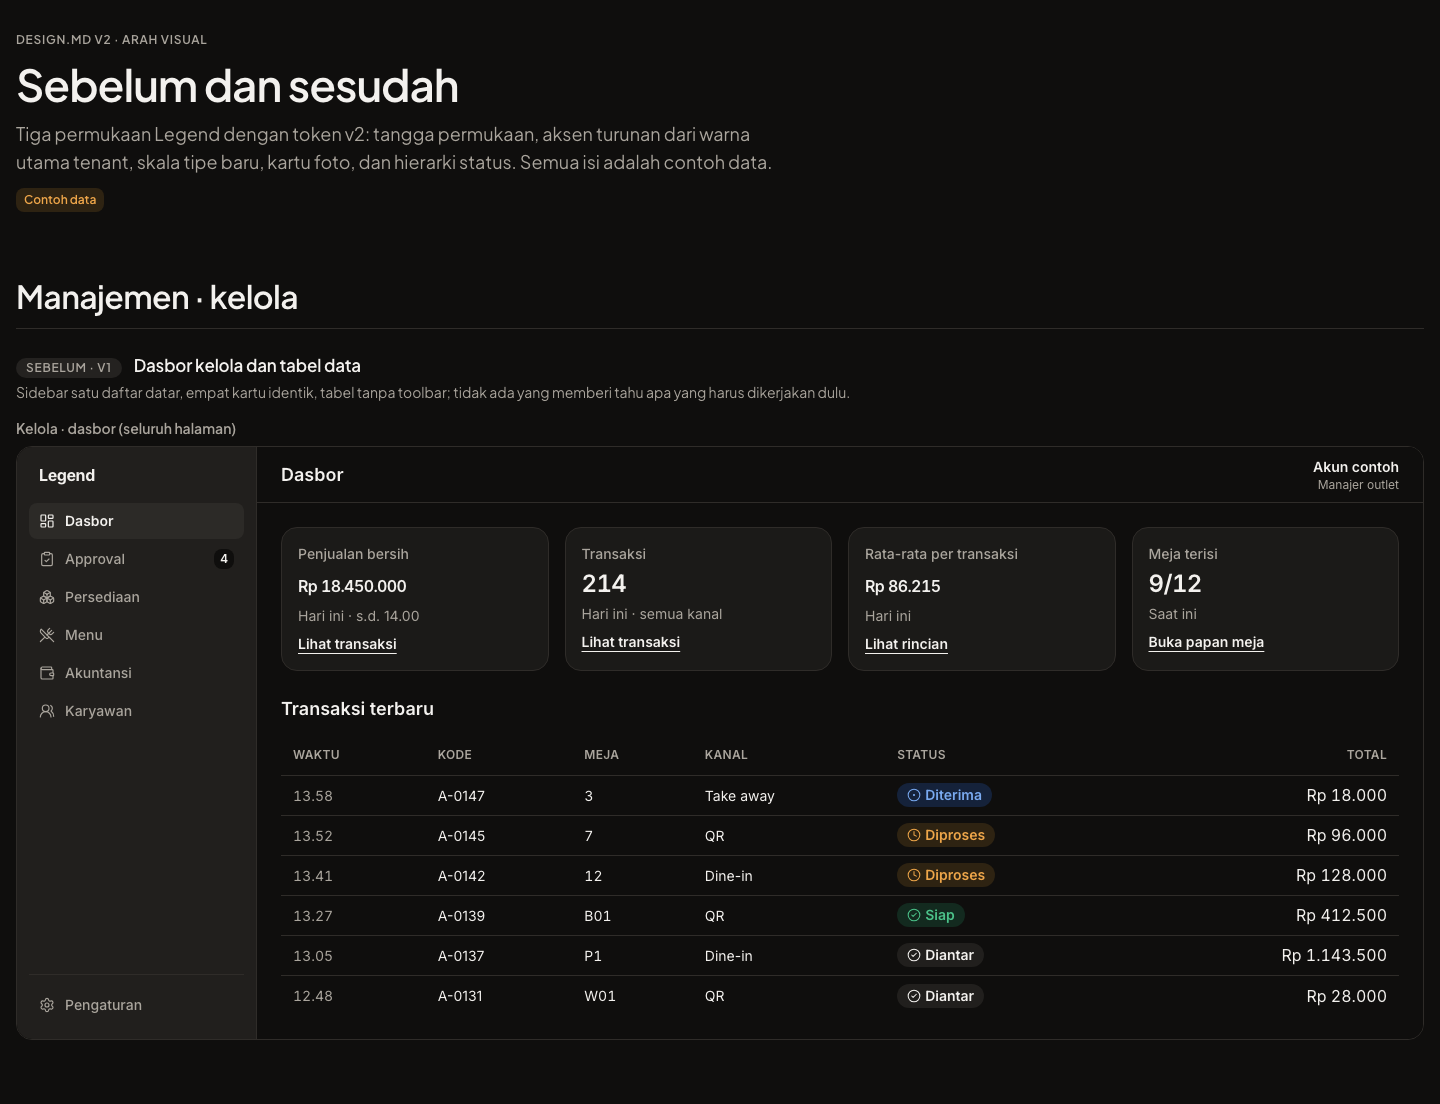 DESIGN.MD V2 · ARAH VISUAL
Sebelum dan sesudah
Tiga permukaan Legend dengan token v2: tangga permukaan, aksen turunan dari warna
utama tenant, skala tipe baru, kartu foto, dan hierarki status. Semua isi adalah contoh data.
Contoh data
Manajemen · kelola
SEBELUM · V1 Dasbor kelola dan tabel data
Sidebar satu daftar datar, empat kartu identik, tabel tanpa toolbar; tidak ada yang memberi tahu apa yang harus dikerjakan dulu.
Kelola · dasbor (seluruh halaman)
Legend
Dasbor
Approval 4
Persediaan
Menu
Akuntansi
Karyawan
Pengaturan
Dasbor
Akun contoh
Manajer outlet
Penjualan bersih
Rp 18.450.000
Hari ini · s.d. 14.00
Lihat transaksi
Transaksi
214
Hari ini · semua kanal
Lihat transaksi
Rata-rata per transaksi
Rp 86.215
Hari ini
Lihat rincian
Meja terisi
9/12
Saat ini
Buka papan meja
Transaksi terbaru
WAKTU KODE MEJA KANAL STATUS TOTAL
13.58 A-0147 3 Take away Diterima Rp 18.000
13.52 A-0145 7 QR Diproses Rp 96.000
13.41 A-0142 12 Dine-in Diproses Rp 128.000
13.27 A-0139 B01 QR Siap Rp 412.500
13.05 A-0137 P1 Dine-in Diantar Rp 1.143.500
12.48 A-0131 W01 QR Diantar Rp 28.000